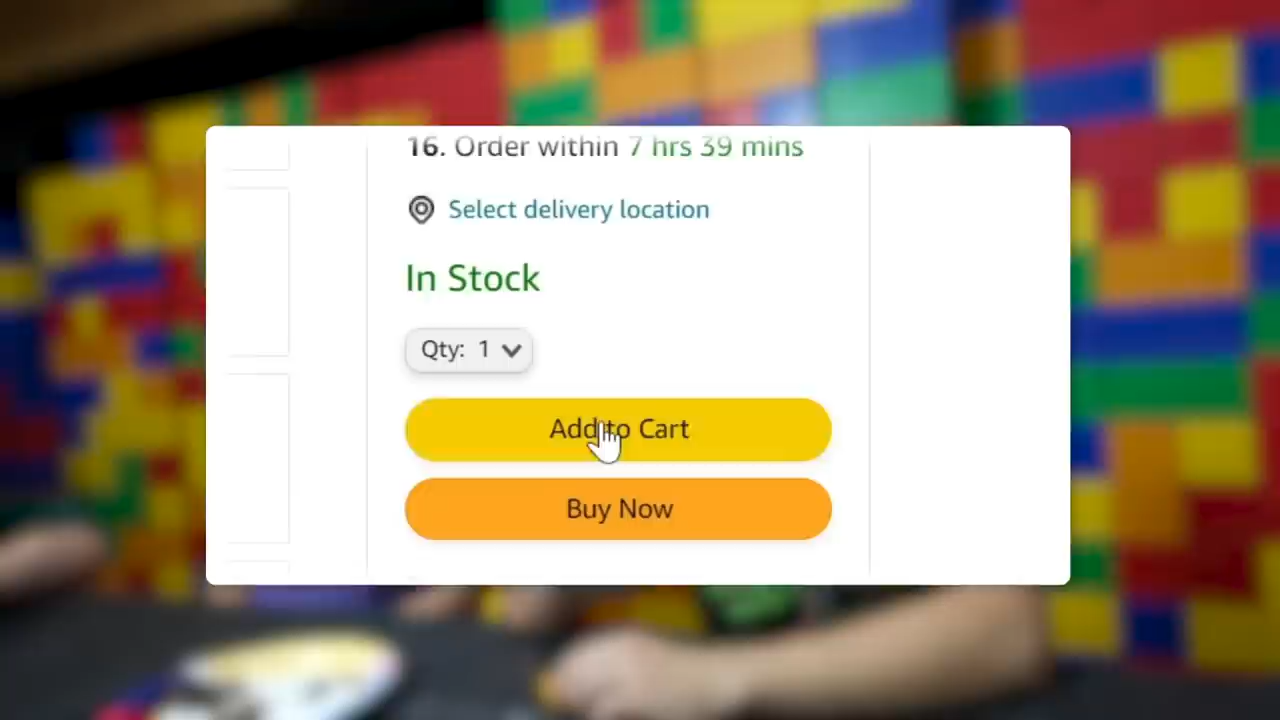 16. Order within 7 hrs 39 mins
Select delivery location
In Stock
Qty: 1
Add to Cart
Buy Now